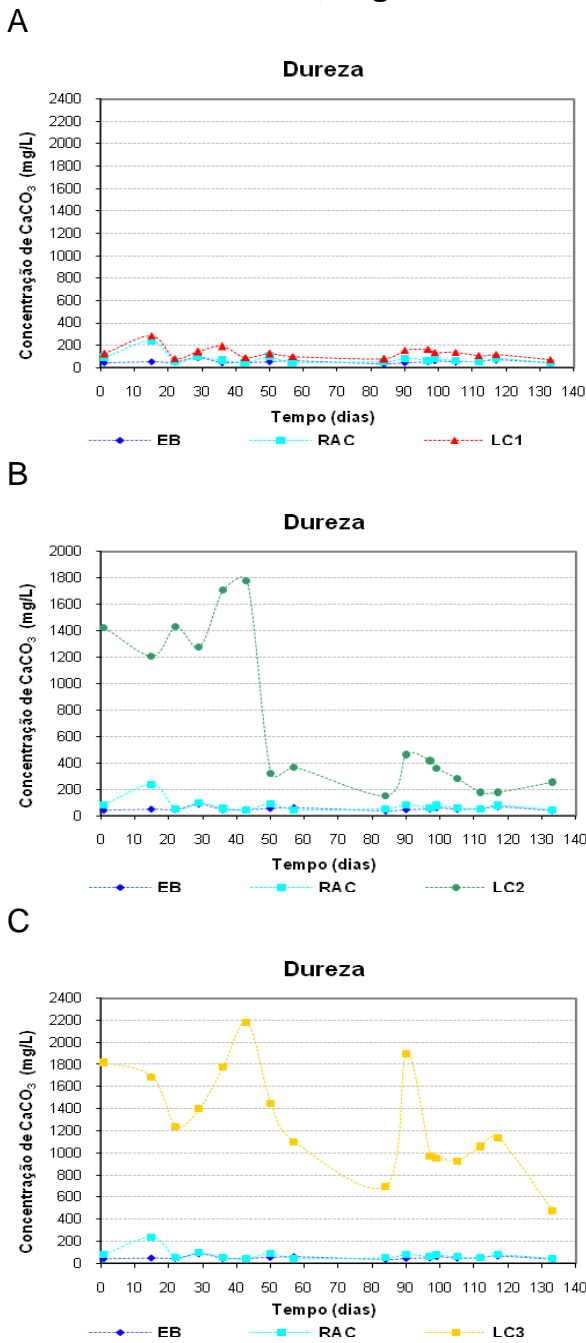 A
Dureza
Concentração de CaCO₃ (mg/L)
2400
2200
2000
1800
1600
1400
1200
1000
800
600
400
200
0
0 10 20 30 40 50 60 70 80 90 100 110 120 130 140
Tempo (dias)
EB RAC LC1
B
Dureza
Concentração de CaCO₃ (mg/L)
2000
1800
1600
1400
1200
1000
800
600
400
200
0
0 10 20 30 40 50 60 70 80 90 100 110 120 130 140
Tempo (dias)
EB RAC LC2
C
Dureza
Concentração de CaCO₃ (mg/L)
2400
2200
2000
1800
1600
1400
1200
1000
800
600
400
200
0
0 10 20 30 40 50 60 70 80 90 100 110 120 130 140
Tempo (dias)
EB RAC LC3